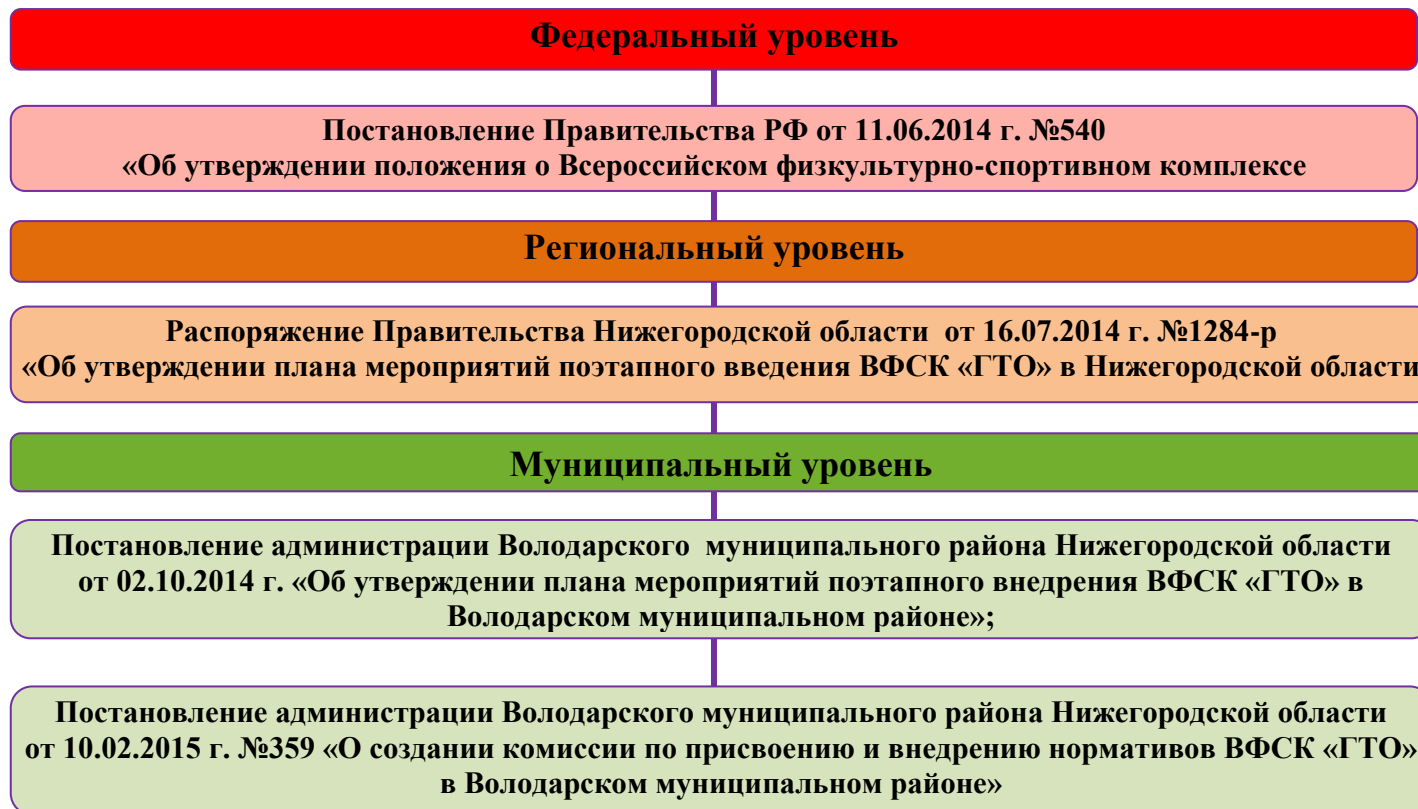 Федеральный уровень
Постановление Правительства РФ от 11.06.2014 г. №540
«Об утверждении положения о Всероссийском физкультурно-спортивном комплексе
Региональный уровень
Распоряжение Правительства Нижегородской области от 16.07.2014 г. №1284-р
«Об утверждении плана мероприятий поэтапного введения ВФСК «ГТО» в Нижегородской области
Муниципальный уровень
Постановление администрации Володарского муниципального района Нижегородской области
от 02.10.2014 г. «Об утверждении плана мероприятий поэтапного внедрения ВФСК «ГТО» в
Володарском муниципальном районе»;
Постановление администрации Володарского муниципального района Нижегородской области
от 10.02.2015 г. №359 «О создании комиссии по присвоению и внедрению нормативов ВФСК «ГТО»
в Володарском муниципальном районе»